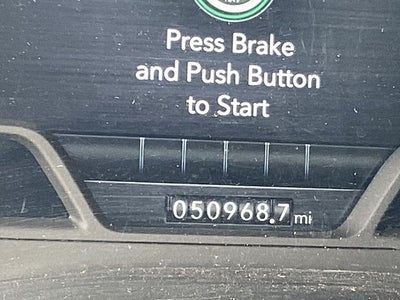 Press Brake
and Push Button
to Start
050968.7 mi